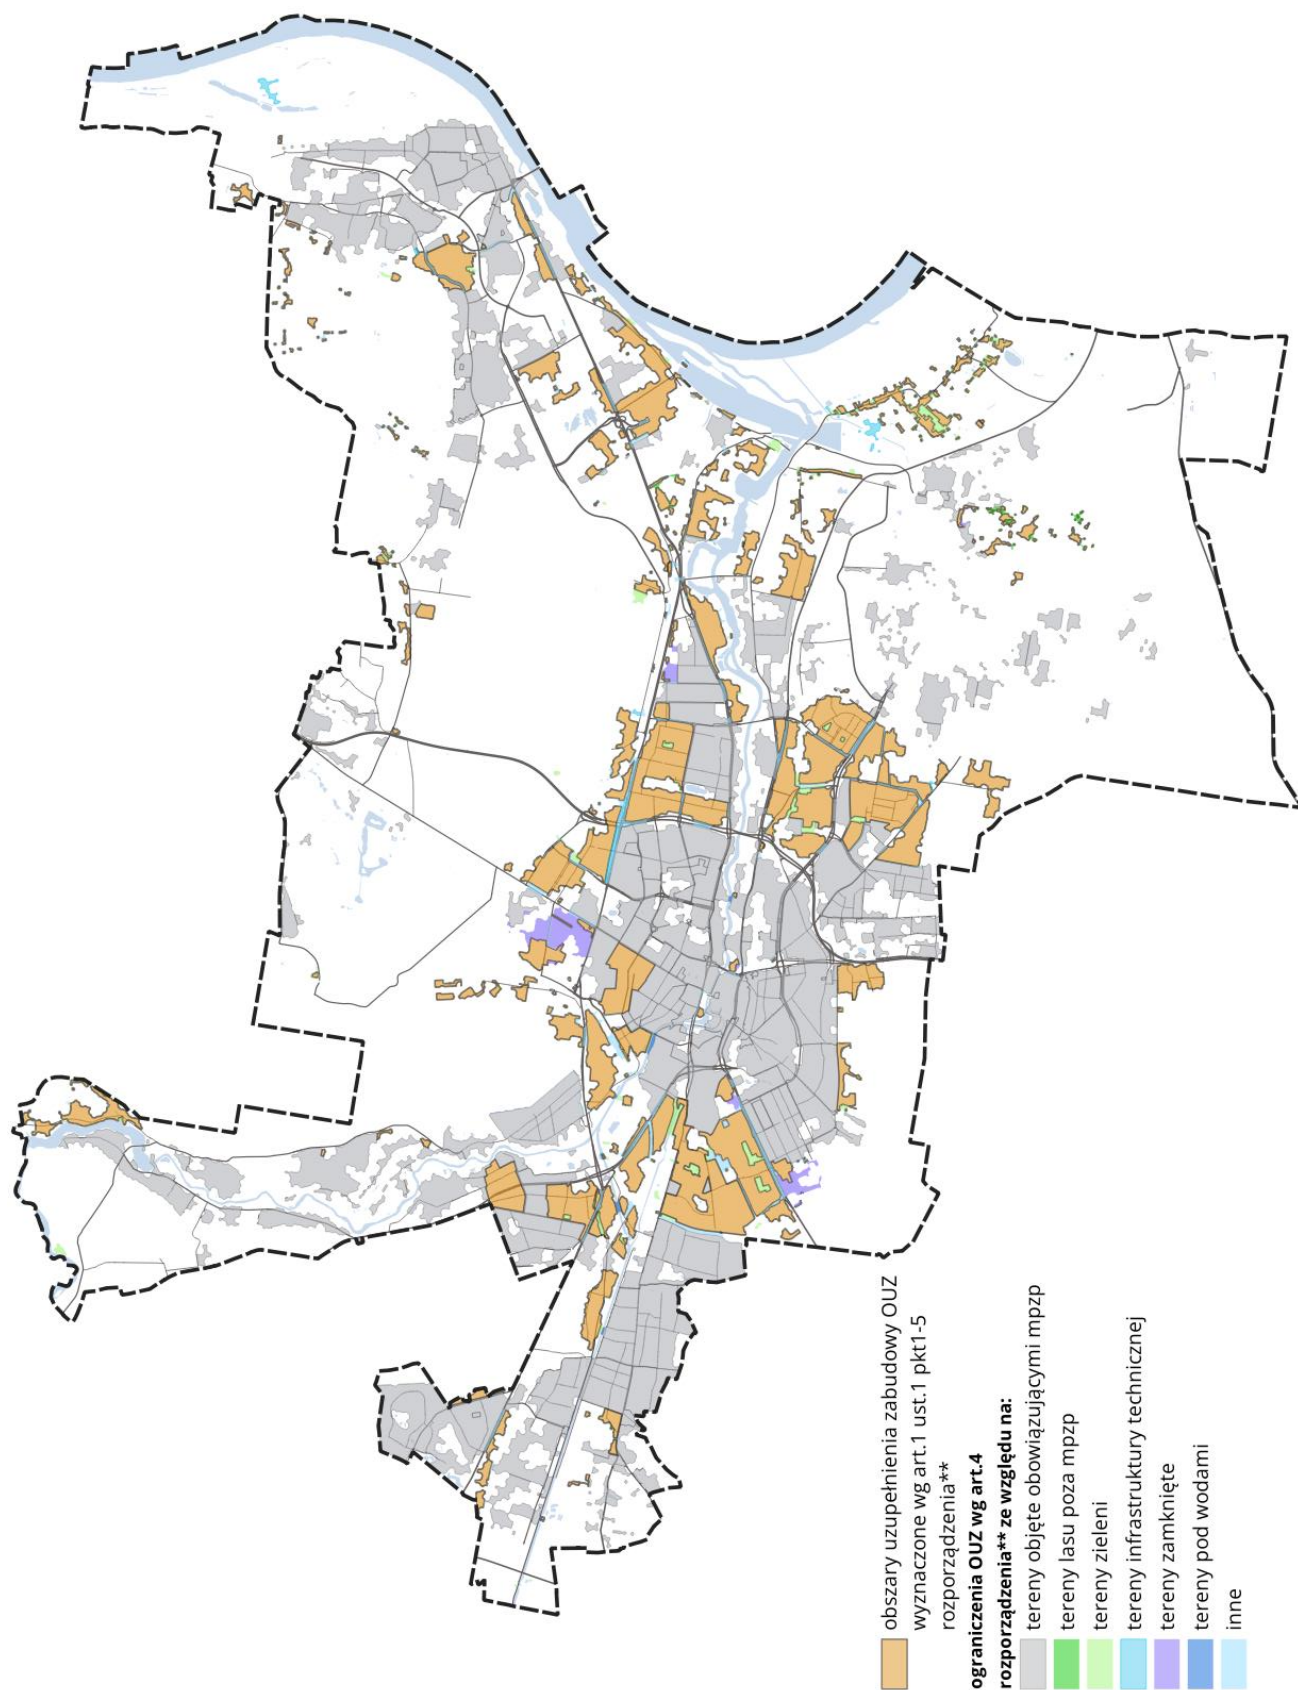 obszary uzupełnienia zabudowy OUZ
wyznaczone wg art.1 ust.1 pkt1-5
rozporządzenia**
ograniczenia OUZ wg art.4
rozporządzenia** ze względu na:
tereny objęte obowiązującymi mpzp
tereny lasu poza mpzp
tereny zieleni
tereny infrastruktury technicznej
tereny zamknięte
tereny pod wodami
inne